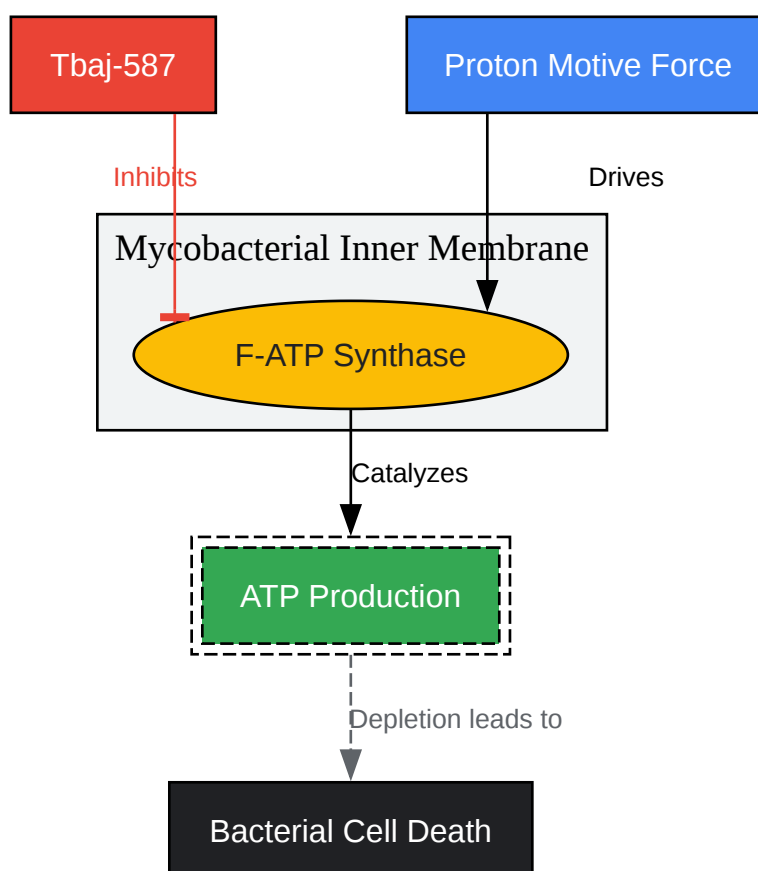 Tbaj-587
Proton Motive Force
Inhibits
Drives
Mycobacterial Inner Membrane
F-ATP Synthase
Catalyzes
ATP Production
Depletion leads to
Bacterial Cell Death